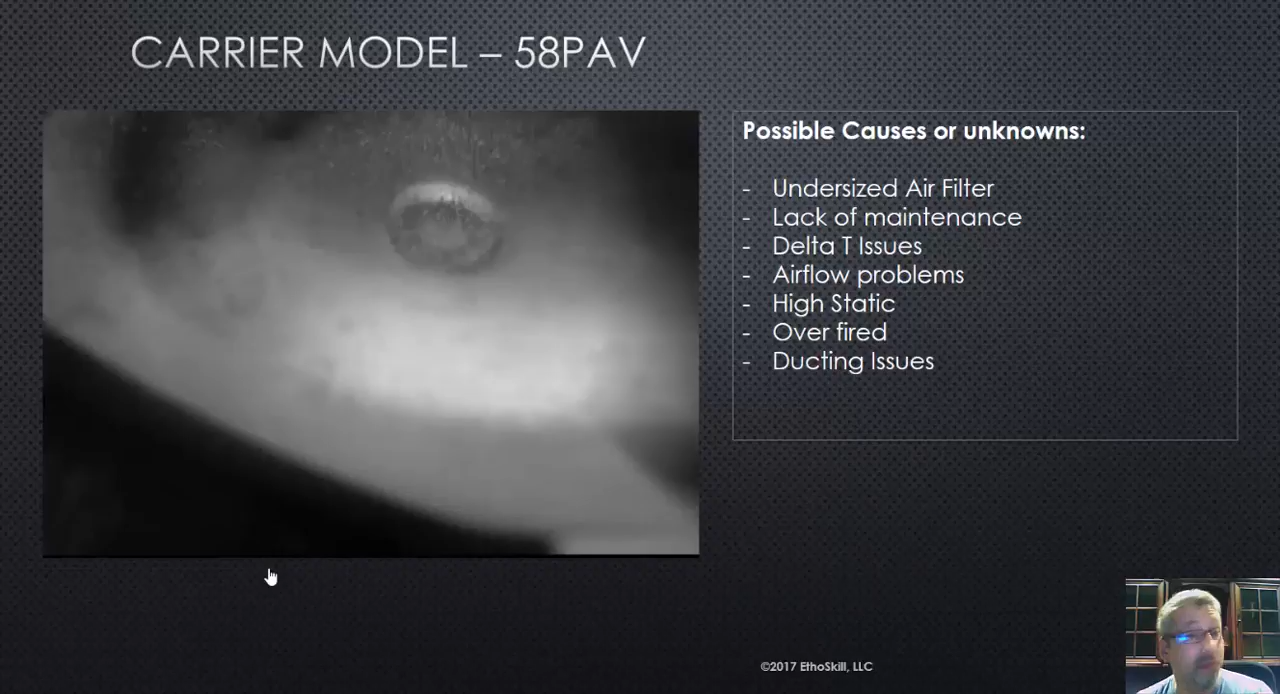 CARRIER MODEL – 58PAV
Possible Causes or unknowns:
- Undersized Air Filter
- Lack of maintenance
- Delta T Issues
- Airflow problems
- High Static
- Over fired
- Ducting Issues
©2017 EthoSkill, LLC